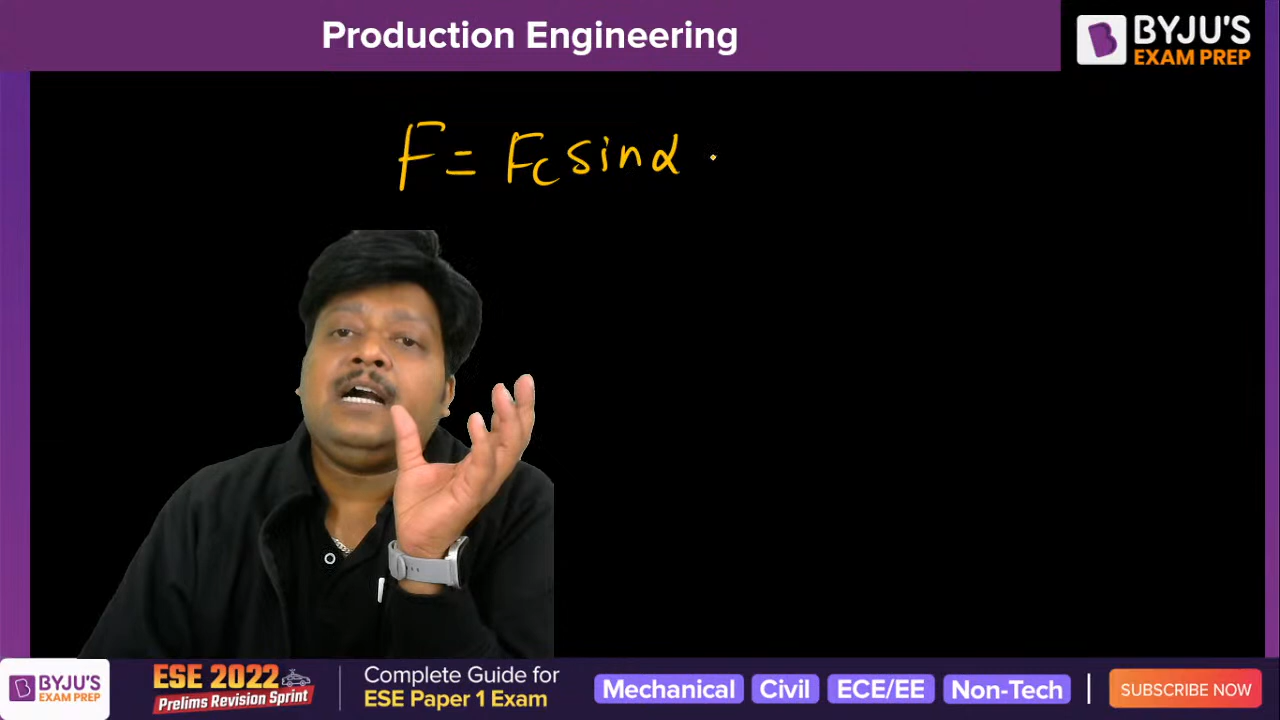 Production Engineering
BYJU'S
EXAM PREP
F = Fc sinα .
BYJU'S
EXAM PREP
ESE 2022
Prelims Revision Sprint
Complete Guide for
ESE Paper 1 Exam
Mechanical Civil ECE/EE Non-Tech
SUBSCRIBE NOW